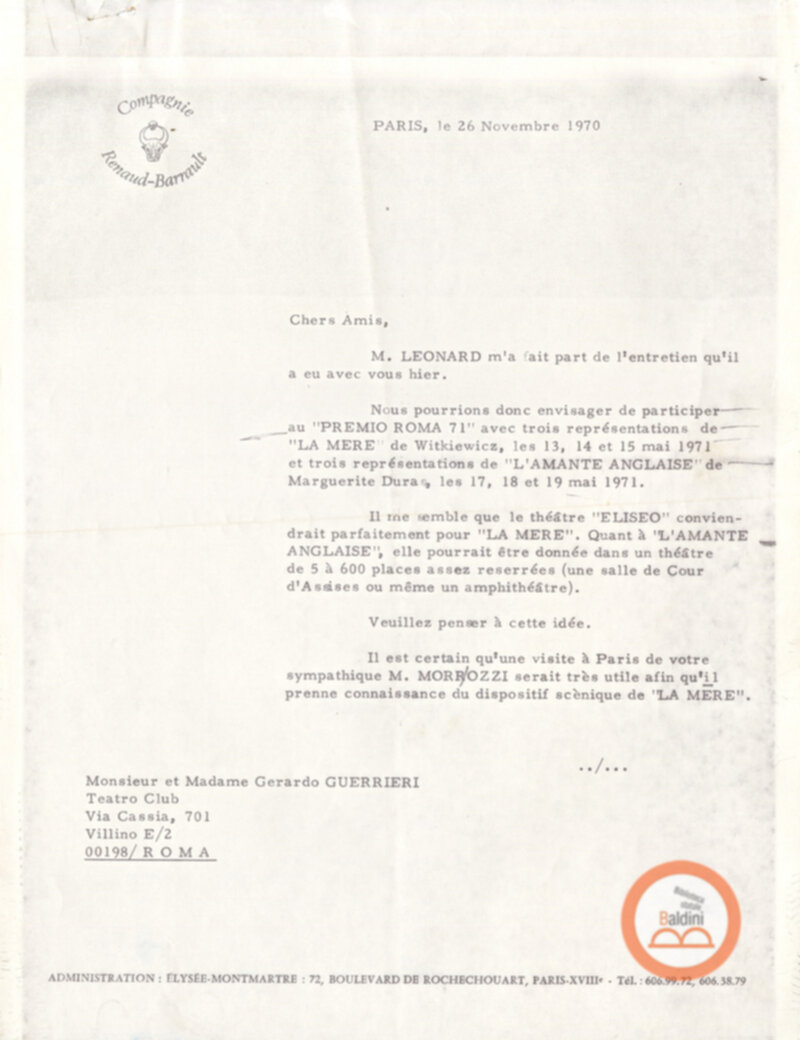 Compagnie
Renaud-Barrault
PARIS, le 26 Novembre 1970
Chers Amis,
M. LEONARD m'a fait part de l'entretien qu'il
a eu avec vous hier.
Nous pourrions donc envisager de participer
au "PREMIO ROMA 71" avec trois représentations de
"LA MERE" de Witkiewicz, les 13, 14 et 15 mai 1971
et trois représentations de "L'AMANTE ANGLAISE" de
Marguerite Duras, les 17, 18 et 19 mai 1971.
Il me semble que le théâtre "ELISEO" convien-
drait parfaitement pour "LA MERE". Quant à 'L'AMANTE
ANGLAISE", elle pourrait être donnée dans un théâtre
de 5 à 600 places assez reserrées (une salle de Cour
d'Assises ou même un amphithéâtre).
Veuillez penser à cette idée.
Il est certain qu'une visite à Paris de votre
sympathique M. MORR/OZZI serait très utile afin qu'il
prenne connaissance du dispositif scènique de "LA MERE".
../...
Monsieur et Madame Gerardo GUERRIERI
Teatro Club
Via Cassia, 701
Villino E/2
00198/ R O M A
Biblioteca
statale
Baldini
ADMINISTRATION : ÉLYSÉE-MONTMARTRE : 72, BOULEVARD DE ROCHECHOUART, PARIS-XVIIIe - Tél. : 606.99.72, 606.38.79